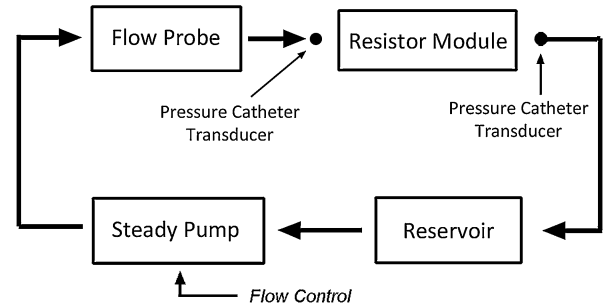 Flow Probe
Resistor Module
Pressure Catheter
Transducer
Pressure Catheter
Transducer
Steady Pump
Reservoir
Flow Control